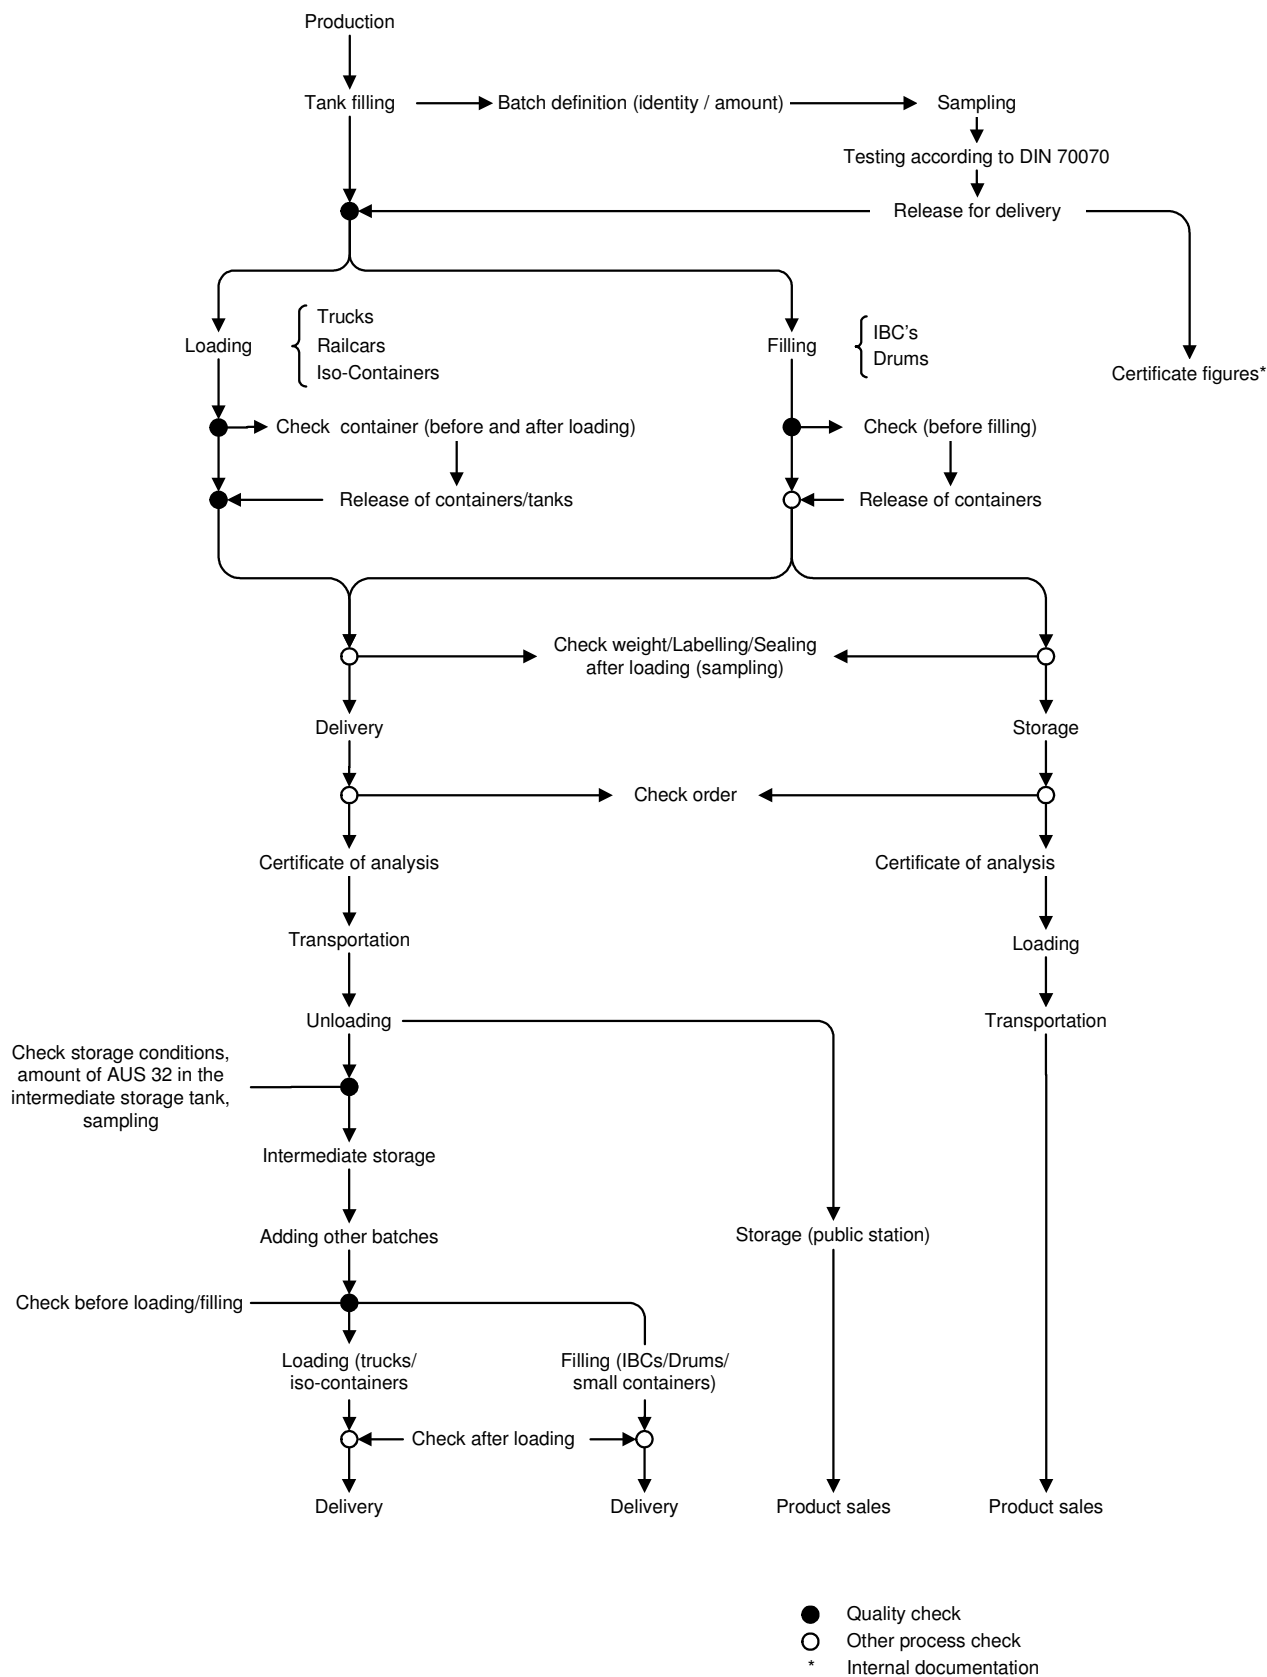 Production
Tank filling
Batch definition (identity / amount)
Sampling
Testing according to DIN 70070
Release for delivery
Loading
Trucks
Railcars
Iso-Containers
Filling
IBC's
Drums
Certificate figures*
Check container (before and after loading)
Check (before filling)
Release of containers/tanks
Release of containers
Check weight/Labelling/Sealing
after loading (sampling)
Delivery
Storage
Check order
Certificate of analysis
Certificate of analysis
Transportation
Loading
Unloading
Transportation
Check storage conditions,
amount of AUS 32 in the
intermediate storage tank,
sampling
Intermediate storage
Adding other batches
Storage (public station)
Check before loading/filling
Loading (trucks/
iso-containers
Filling (IBCs/Drums/
small containers)
Check after loading
Delivery
Delivery
Product sales
Product sales
Quality check
Other process check
* Internal documentation